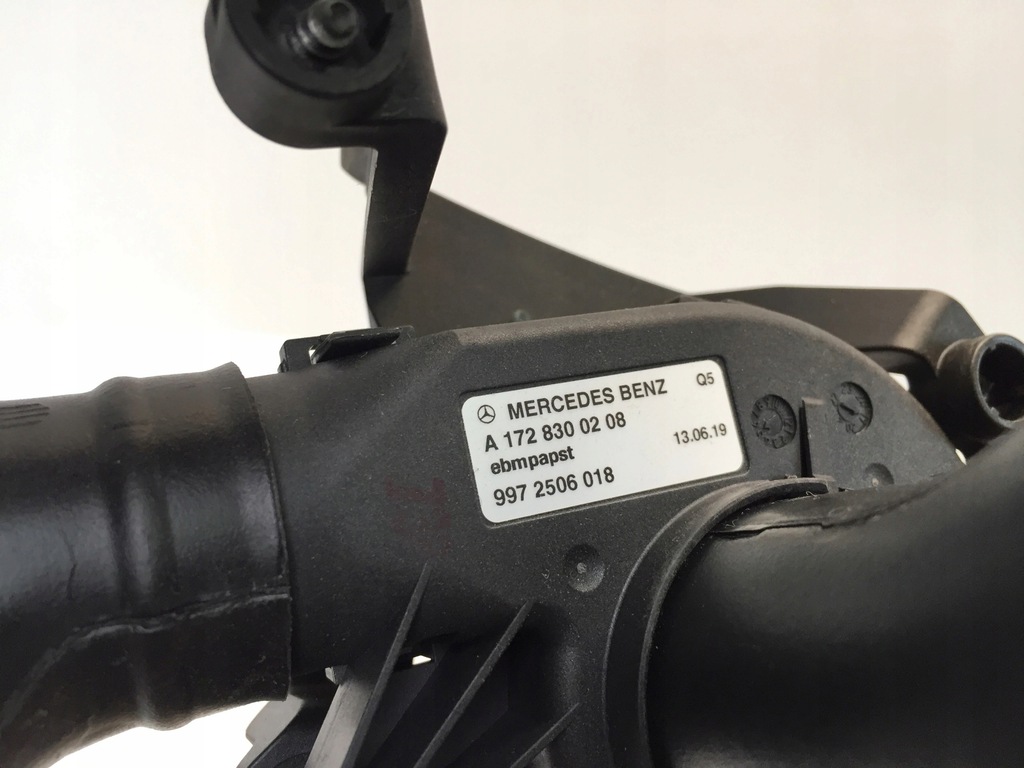 MERCEDES BENZ Q5
A 172 830 02 08
13.06.19
ebmpapst
997 2506 018